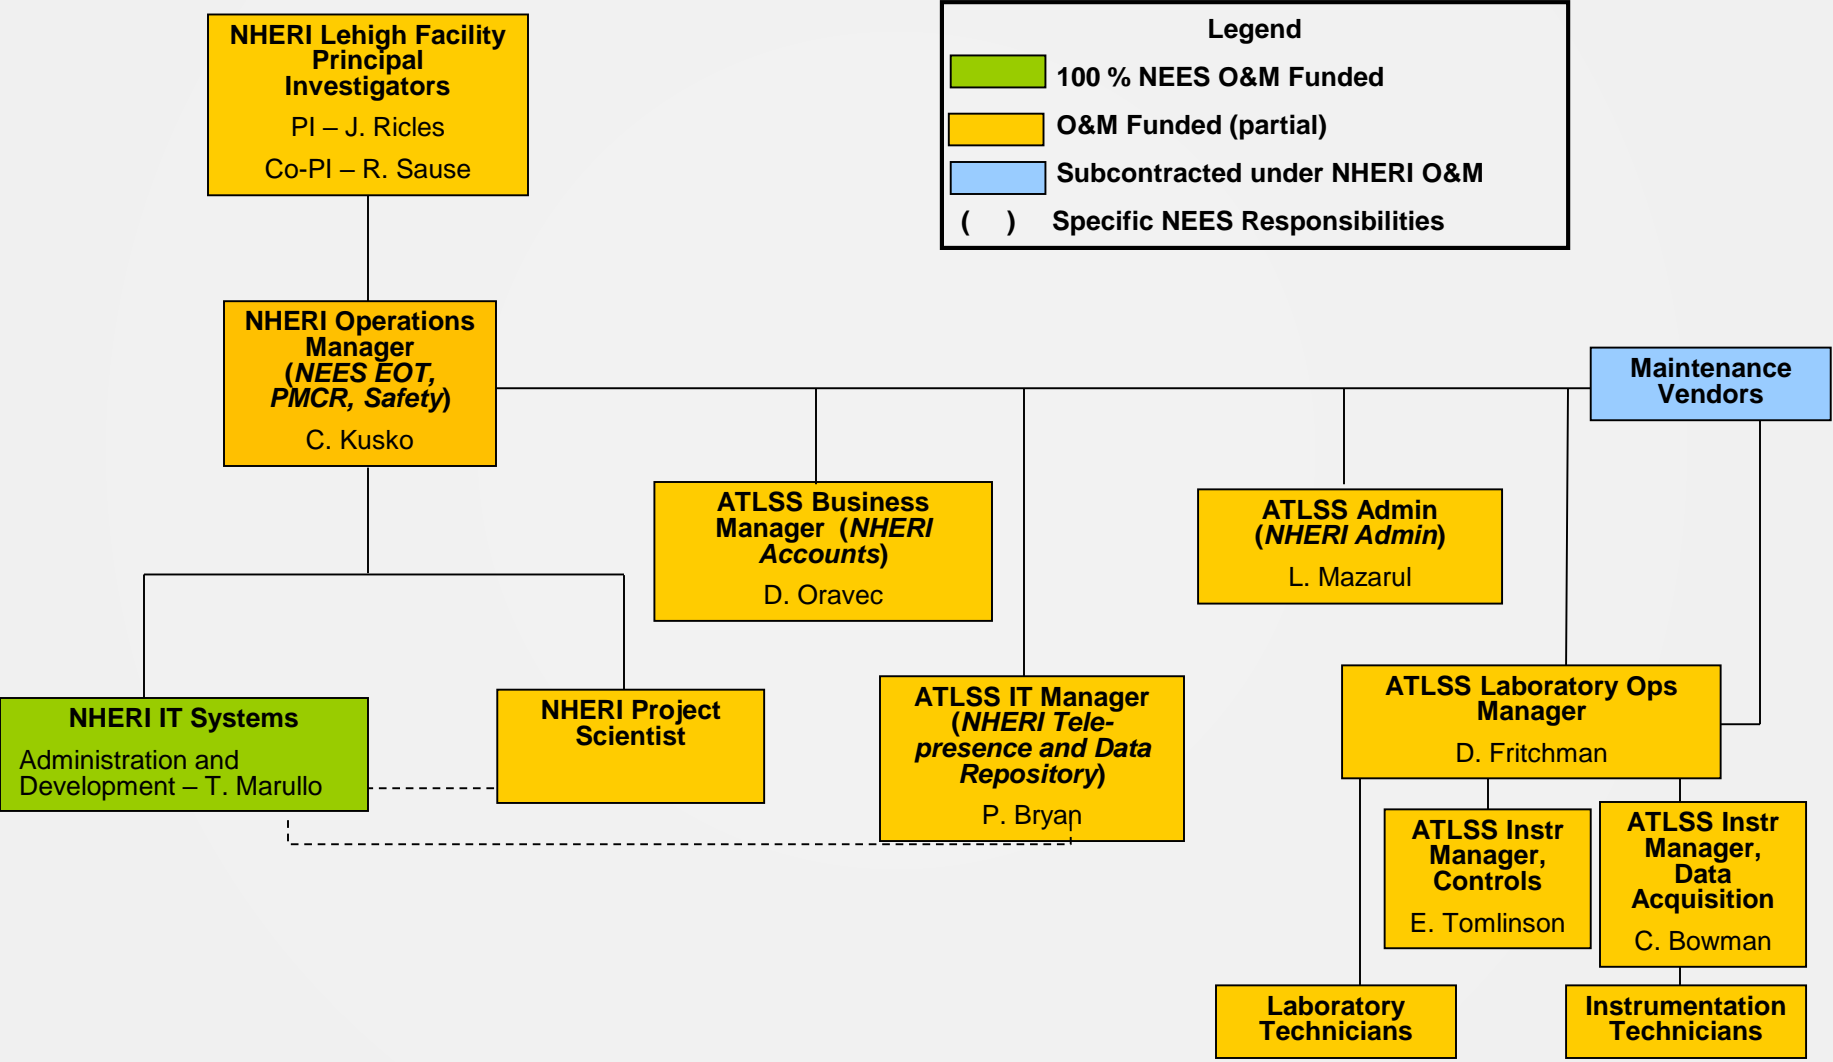 NHERI Lehigh Facility
Principal
Investigators
PI – J. Ricles
Co-PI – R. Sause
Legend
100 % NEES O&M Funded
O&M Funded (partial)
Subcontracted under NHERI O&M
( ) Specific NEES Responsibilities
NHERI Operations
Manager
(NEES EOT,
PMCR, Safety)
C. Kusko
Maintenance
Vendors
ATLSS Business
Manager (NHERI
Accounts)
D. Oravec
ATLSS Admin
(NHERI Admin)
L. Mazarul
NHERI IT Systems
Administration and
Development – T. Marullo
NHERI Project
Scientist
ATLSS IT Manager
(NHERI Tele-
presence and Data
Repository)
P. Bryan
ATLSS Laboratory Ops
Manager
D. Fritchman
ATLSS Instr
Manager,
Controls
E. Tomlinson
ATLSS Instr
Manager,
Data
Acquisition
C. Bowman
Laboratory
Technicians
Instrumentation
Technicians